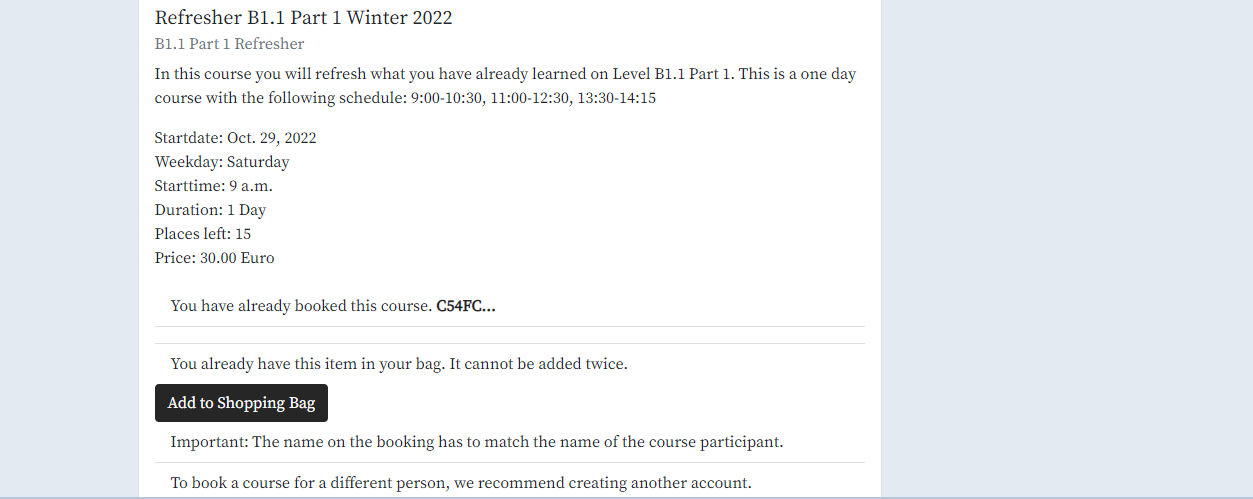 Refresher B1.1 Part 1 Winter 2022
B1.1 Part 1 Refresher
In this course you will refresh what you have already learned on Level B1.1 Part 1. This is a one day
course with the following schedule: 9:00-10:30, 11:00-12:30, 13:30-14:15
Startdate: Oct. 29, 2022
Weekday: Saturday
Starttime: 9 a.m.
Duration: 1 Day
Places left: 15
Price: 30.00 Euro
You have already booked this course. C54FC...
You already have this item in your bag. It cannot be added twice.
Add to Shopping Bag
Important: The name on the booking has to match the name of the course participant.
To book a course for a different person, we recommend creating another account.